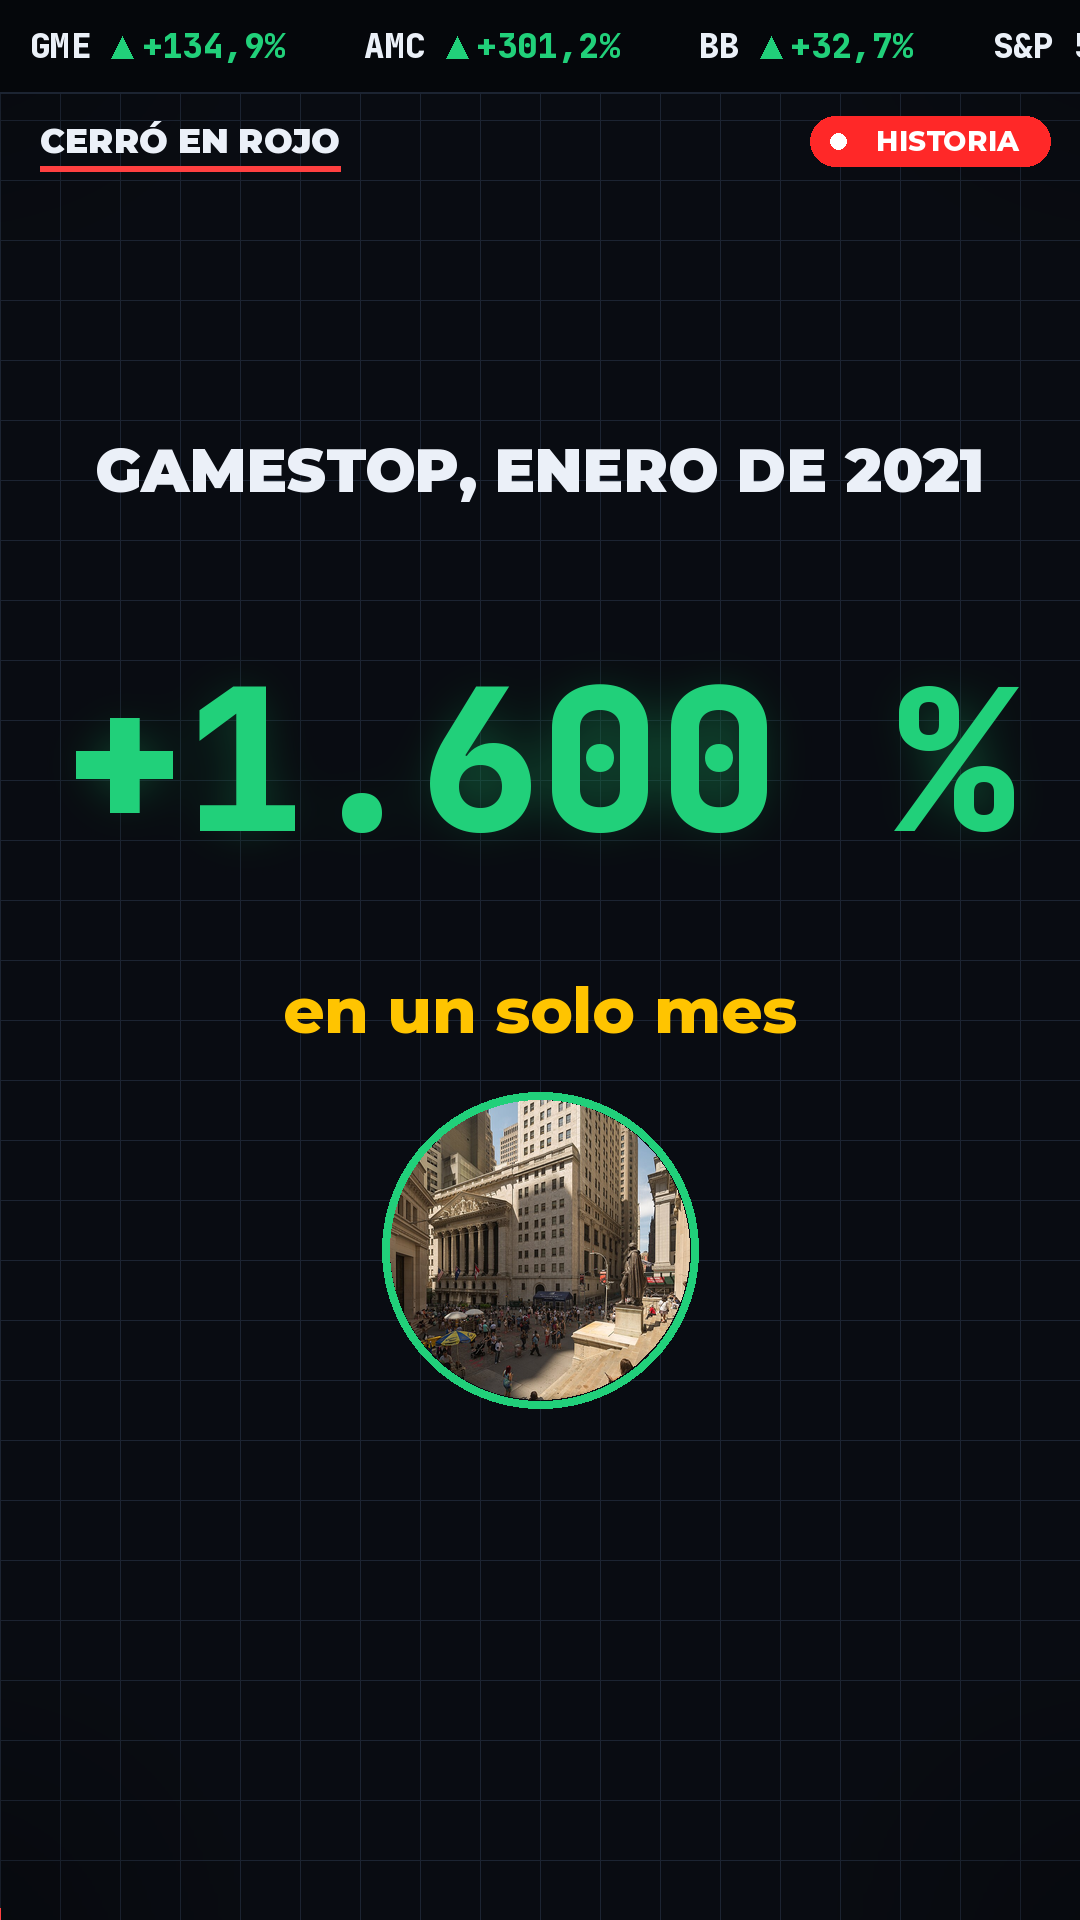 GME ▲+134,9% AMC ▲+301,2% BB ▲+32,7% S&P
CERRÓ EN ROJO
HISTORIA
GAMESTOP, ENERO DE 2021
+1.600 %
en un solo mes